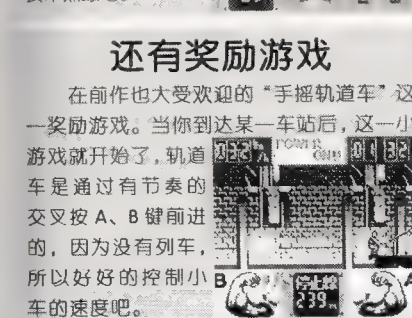 还有奖励游戏
在前作也大受欢迎的“手摇轨道车”这
一奖励游戏。当你到达某一车站后，这一小
游戏就开始了，轨道
车是通过有节奏的
交叉按 A、B 键前进
的，因为没有列车，
所以好好的控制小
车的速度吧。
B
239